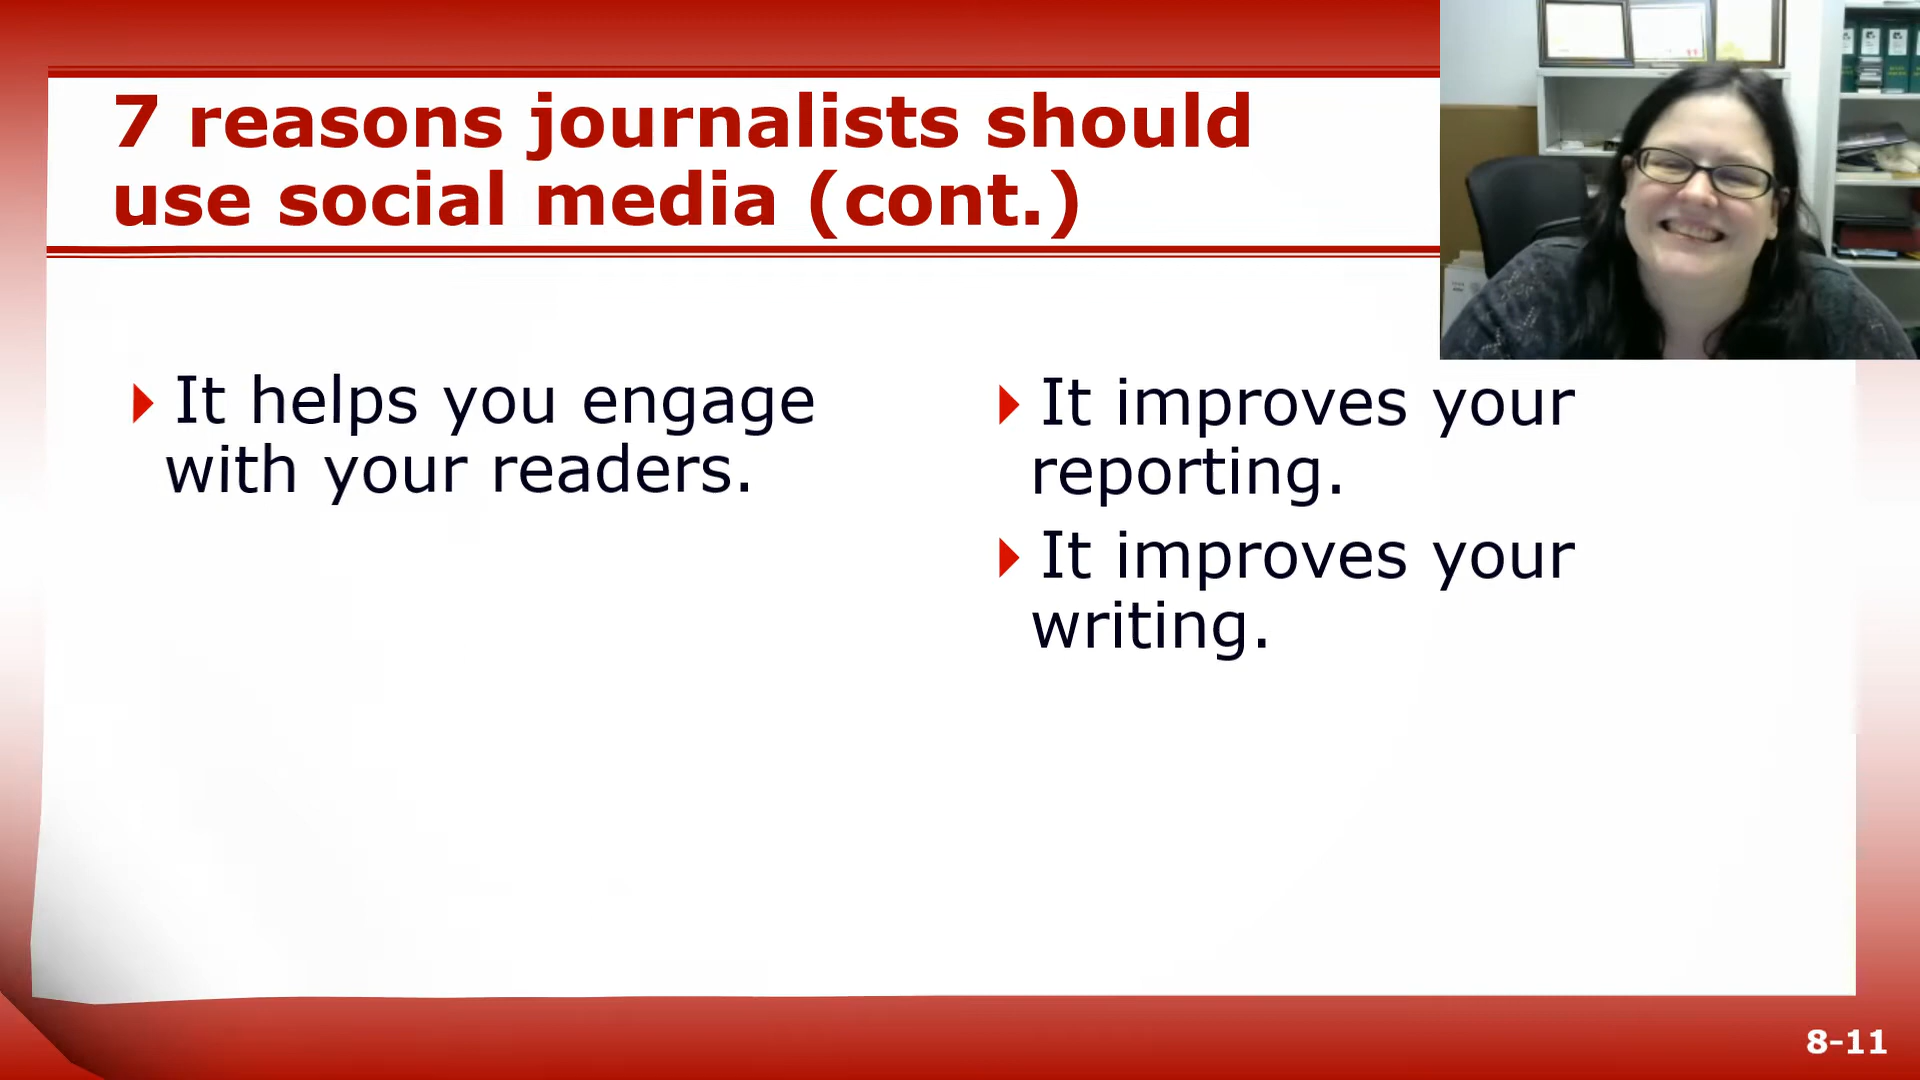 7 reasons journalists should
use social media (cont.)
It helps you engage
with your readers.
It improves your
reporting.
It improves your
writing.
8-11